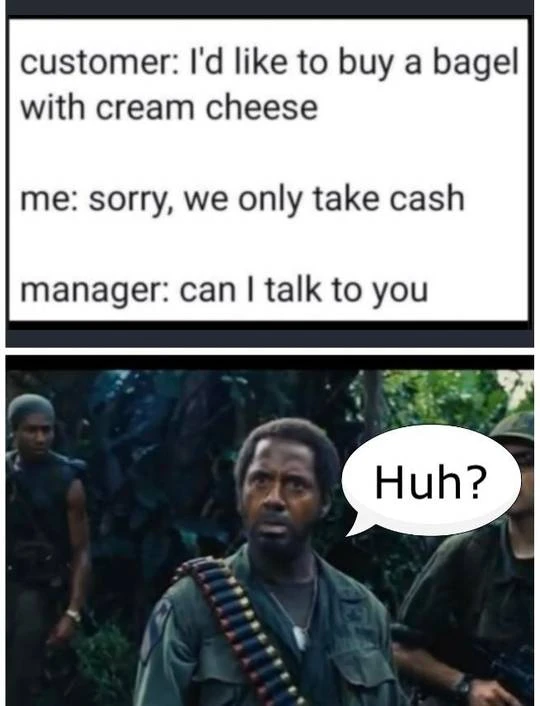 customer: I'd like to buy a bagel
with cream cheese
me: sorry, we only take cash
manager: can I talk to you
Huh?